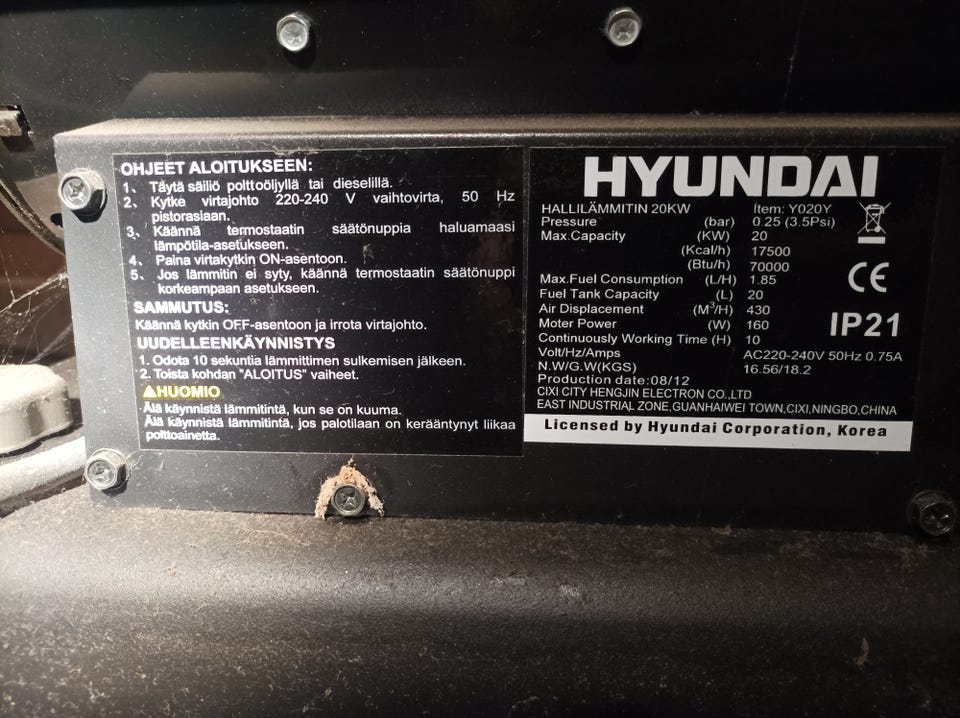 OHJEET ALOITUKSEEN:
1、 Täytä säiliö polttoöljyllä tai dieselillä.
2、 Kytke virtajohto 220-240 V vaihtovirta, 50 Hz
pistorasiaan.
3、 Käännä termostaatin säätönuppia haluamaasi
lämpötila-asetukseen.
4、 Paina virtakytkin ON-asentoon.
5、 Jos lämmitin ei syty, käännä termostaatin säätönuppi
korkeampaan asetukseen.
SAMMUTUS:
Käännä kytkin OFF-asentoon ja irrota virtajohto.
UUDELLEENKÄYNNISTYS
1. Odota 10 sekuntia lämmittimen sulkemisen jälkeen.
2. Toista kohdan "ALOITUS" vaiheet.
HUOMIO
Älä käynnistä lämmitintä, kun se on kuuma.
Älä käynnistä lämmitintä, jos palotilaan on kerääntynyt liikaa
polttoainetta.
HYUNDAI
HALLILÄMMITIN 20KW Item: Y020Y
Pressure (bar) 0.25 (3.5Psi)
Max.Capacity (KW) 20
(Kcal/h) 17500
(Btu/h) 70000
Max.Fuel Consumption (L/H) 1.85
Fuel Tank Capacity (L) 20
Air Displacement (M³/H) 430
Moter Power (W) 160
Continuously Working Time (H) 10
Volt/Hz/Amps AC220-240V 50Hz 0.75A
N.W/G.W(KGS) 16.56/18.2
Production date:08/12
CIXI CITY HENGJIN ELECTRON CO.,LTD
EAST INDUSTRIAL ZONE,GUANHAIWEI TOWN,CIXI,NINGBO,CHINA
CE
IP21
Licensed by Hyundai Corporation, Korea